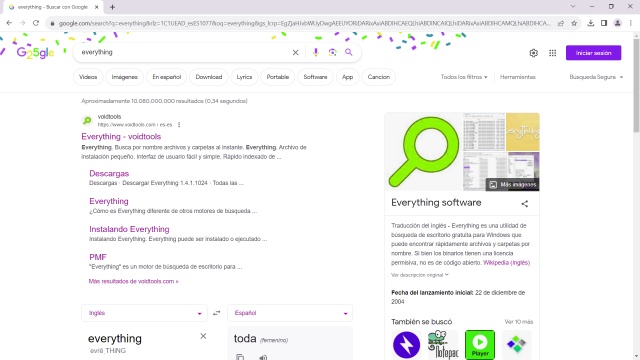 everything - Buscar con Google
google.com/search?q=everything&rlz=1C1UEAD_esES1077&oq=everything&gs_lcrp=
G25gle
everything
Iniciar sesión
Videos
Imágenes
En español
Download
Lyrics
Portable
Software
App
Cancion
Todos los filtros
Herramientas
Búsqueda Segura
Aproximadamente 10.080.000.000 resultados (0,34 segundos)
voidtools
https://www.voidtools.com › es-es
Everything - voidtools
Everything. Busca por nombre archivos y carpetas al instante. Everything. Archivo de
instalación pequeño. Interfaz de usuario fácil y simple. Rápido indexado de ...
Descargas
Descargas · Descargar Everything 1.4.1.1024 · Todas las ...
Everything
¿Cómo es Everything diferente de otros motores de búsqueda ...
Instalando Everything
Instalando Everything. Everything puede ser instalado o ejecutado ...
PMF
"Everything" es un motor de búsqueda de escritorio para ...
Más resultados de voidtools.com »
Inglés
Español
everything
ˈevrēˌTHING
toda (femenino)
Más imágenes
Everything software
Traducción del inglés - Everything es una utilidad de
búsqueda de escritorio gratuita para Windows que
puede encontrar rápidamente archivos y carpetas por
nombre. Si bien los binarios tienen una licencia
permisiva, no es de código abierto. Wikipedia (Inglés)
Ver descripción original
Fecha del lanzamiento inicial: 22 de diciembre de
2004
También se buscó
Ver 10 más
Notepad
Player